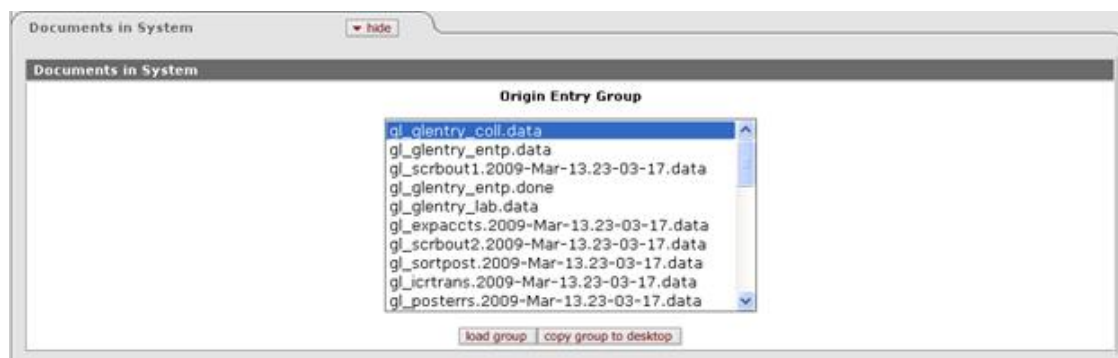 Documents in System
hide
Documents in System
Origin Entry Group
gl_glentry_coll.data
gl_glentry_entp.data
gl_scrbout1.2009-Mar-13.23-03-17.data
gl_glentry_entp.done
gl_glentry_lab.data
gl_expaccts.2009-Mar-13.23-03-17.data
gl_scrbout2.2009-Mar-13.23-03-17.data
gl_sortpost.2009-Mar-13.23-03-17.data
gl_icrtrans.2009-Mar-13.23-03-17.data
gl_posterrs.2009-Mar-13.23-03-17.data
load group copy group to desktop